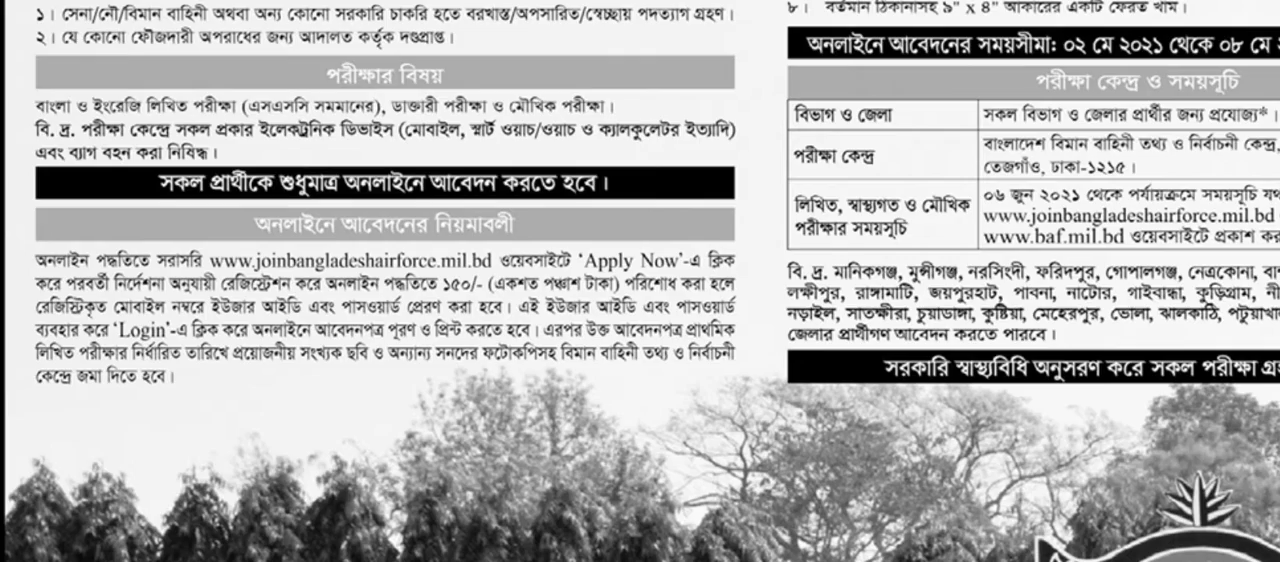 ১। সেনা/নৌ/বিমান বাহিনী অথবা অন্য কোনো সরকারি চাকরি হতে বরখাস্ত/অপসারিত/স্বেচ্ছায় পদত্যাগ গ্রহণ।
২। যে কোনো ফৌজদারী অপরাধের জন্য আদালত কর্তৃক দণ্ডপ্রাপ্ত।
পরীক্ষার বিষয়
বাংলা ও ইংরেজি লিখিত পরীক্ষা (এসএসসি সমমানের), ডাক্তারী পরীক্ষা ও মৌখিক পরীক্ষা।
বি. দ্র. পরীক্ষা কেন্দ্রে সকল প্রকার ইলেকট্রনিক ডিভাইস (মোবাইল, স্মার্ট ওয়াচ/ওয়াচ ও ক্যালকুলেটর ইত্যাদি)
এবং ব্যাগ বহন করা নিষিদ্ধ।
সকল প্রার্থীকে শুধুমাত্র অনলাইনে আবেদন করতে হবে।
অনলাইনে আবেদনের নিয়মাবলী
অনলাইন পদ্ধতিতে সরাসরি www.joinbangladeshairforce.mil.bd ওয়েবসাইটে ‘Apply Now’-এ ক্লিক
করে পরবর্তী নির্দেশনা অনুযায়ী রেজিস্ট্রেশন করে অনলাইন পদ্ধতিতে ১৫০/- (একশত পঞ্চাশ টাকা) পরিশোধ করা হলে
রেজিস্ট্রিকৃত মোবাইল নম্বরে ইউজার আইডি এবং পাসওয়ার্ড প্রেরণ করা হবে। এই ইউজার আইডি এবং পাসওয়ার্ড
ব্যবহার করে ‘Login’-এ ক্লিক করে অনলাইনে আবেদনপত্র পূরণ ও প্রিন্ট করতে হবে। এরপর উক্ত আবেদনপত্র প্রাথমিক
লিখিত পরীক্ষার নির্ধারিত তারিখে প্রয়োজনীয় সংখ্যক ছবি ও অন্যান্য সনদের ফটোকপিসহ বিমান বাহিনী তথ্য ও নির্বাচনী
কেন্দ্রে জমা দিতে হবে।
৮। বর্তমান ঠিকানাসহ ৯" x ৪" আকারের একটি ফেরত খাম।
অনলাইনে আবেদনের সময়সীমা: ০২ মে ২০২১ থেকে ০৮ মে
পরীক্ষা কেন্দ্র ও সময়সূচি
বিভাগ ও জেলা সকল বিভাগ ও জেলার প্রার্থীর জন্য প্রযোজ্য*।
পরীক্ষা কেন্দ্র বাংলাদেশ বিমান বাহিনী তথ্য ও নির্বাচনী কেন্দ্র,
তেজগাঁও, ঢাকা-১২১৫।
লিখিত, স্বাস্থ্যগত ও মৌখিক
পরীক্ষার সময়সূচি
০৬ জুন ২০২১ থেকে পর্যায়ক্রমে সময়সূচি
www.joinbangladeshairforce.mil.bd
www.baf.mil.bd ওয়েবসাইটে প্রকাশ
বি. দ্র. মানিকগঞ্জ, মুন্সীগঞ্জ, নরসিংদী, ফরিদপুর, গোপালগঞ্জ, নেত্রকোনা,
লক্ষীপুর, রাঙ্গামাটি, জয়পুরহাট, পাবনা, নাটোর, গাইবান্ধা, কুড়িগ্রাম,
নড়াইল, সাতক্ষীরা, চুয়াডাঙ্গা, কুষ্টিয়া, মেহেরপুর, ভোলা, ঝালকাঠি,
জেলার প্রার্থীগণ আবেদন করতে পারবে।
সরকারি স্বাস্থ্যবিধি অনুসরণ করে সকল পরীক্ষা